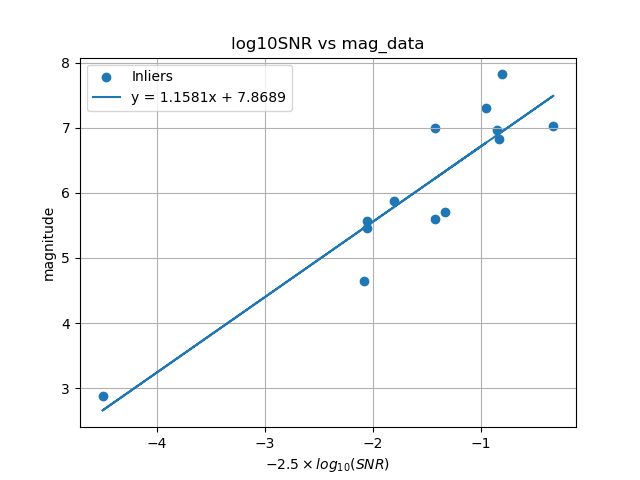 log10SNR vs mag_data
Inliers
y = 1.1581x + 7.8689
8
7
6
5
4
3
magnitude
−4 −3 −2 −1
−2.5 × log₁₀(SNR)